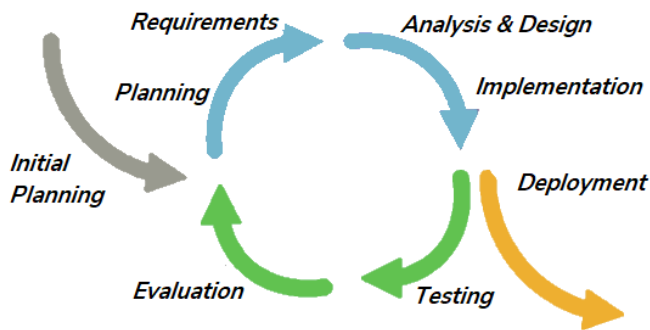 Requirements
Analysis & Design
Planning
Implementation
Initial
Planning
Deployment
Evaluation
Testing